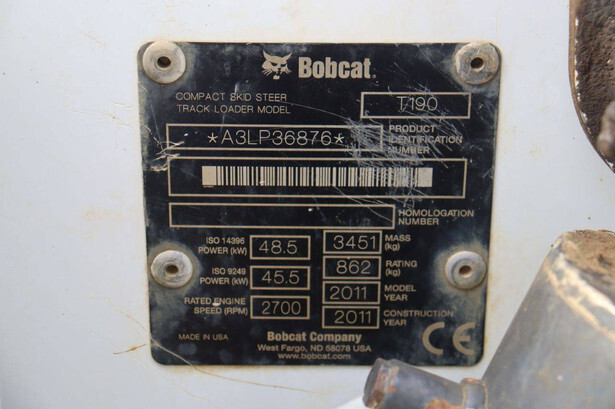 Bobcat
COMPACT SKID STEER
TRACK LOADER MODEL
T190
*A3LP36876*
PRODUCT
IDENTIFICATION
NUMBER
HOMOLOGATION
NUMBER
ISO 14396
POWER (kW)
48.5
3451
MASS
(kg)
ISO 9249
POWER (kW)
45.5
862
RATING
(kg)
RATED ENGINE
SPEED (RPM)
2700
2011
MODEL
YEAR
2011
CONSTRUCTION
YEAR
MADE IN USA
Bobcat Company
West Fargo, ND 58078 USA
www.bobcat.com
CE